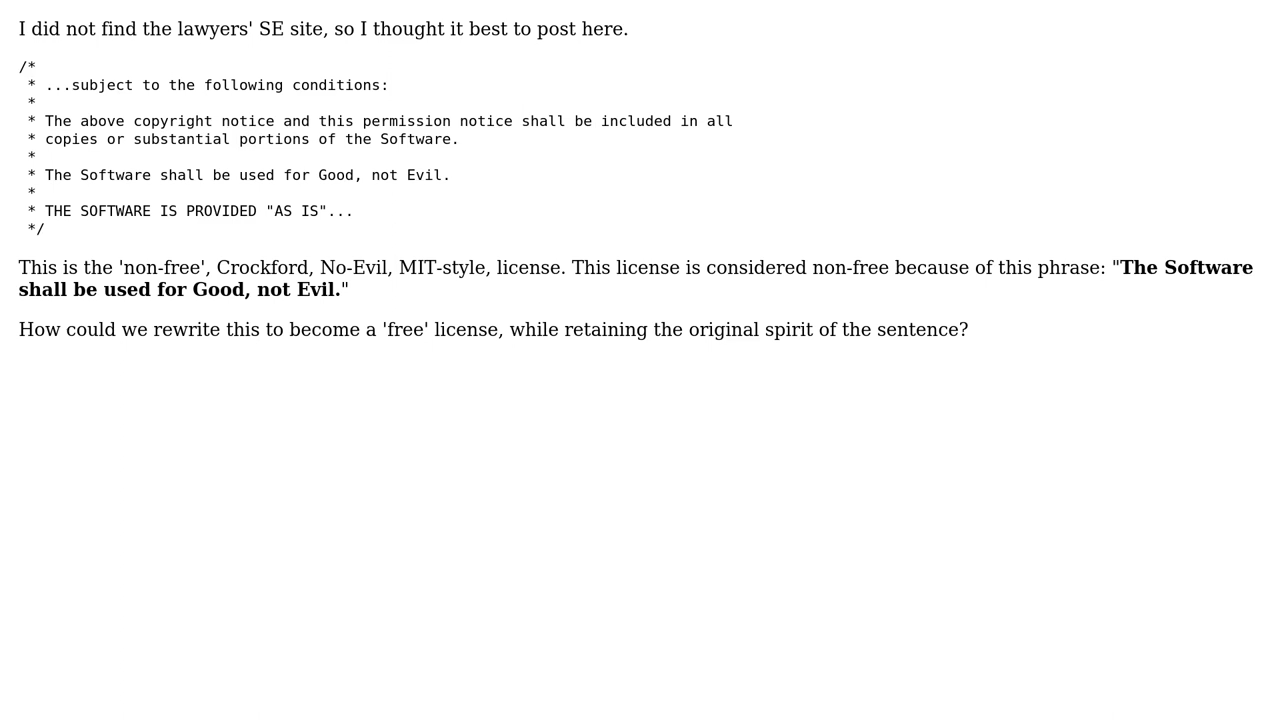 I did not find the lawyers' SE site, so I thought it best to post here.
/*
 * ...subject to the following conditions:
 *
 * The above copyright notice and this permission notice shall be included in all
 * copies or substantial portions of the Software.
 *
 * The Software shall be used for Good, not Evil.
 *
 * THE SOFTWARE IS PROVIDED "AS IS"...
 */
This is the 'non-free', Crockford, No-Evil, MIT-style, license. This license is considered non-free because of this phrase: "The Software
shall be used for Good, not Evil."
How could we rewrite this to become a 'free' license, while retaining the original spirit of the sentence?